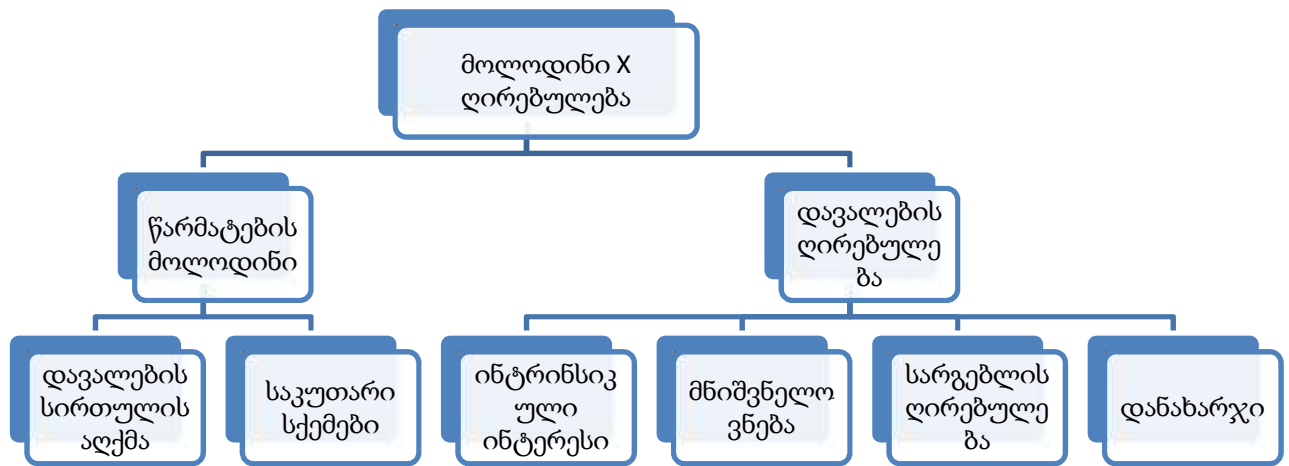 მოლოდინი X
ღირებულება
წარმატების
მოლოდინი
დავალების
ღირებულე
ბა
დავალების
სირთულის
აღქმა
საკუთარი
სქემები
ინტრინსიკ
ული
ინტერესი
მნიშვნელო
ვნება
სარგებლის
ღირებულე
ბა
დანახარჯი